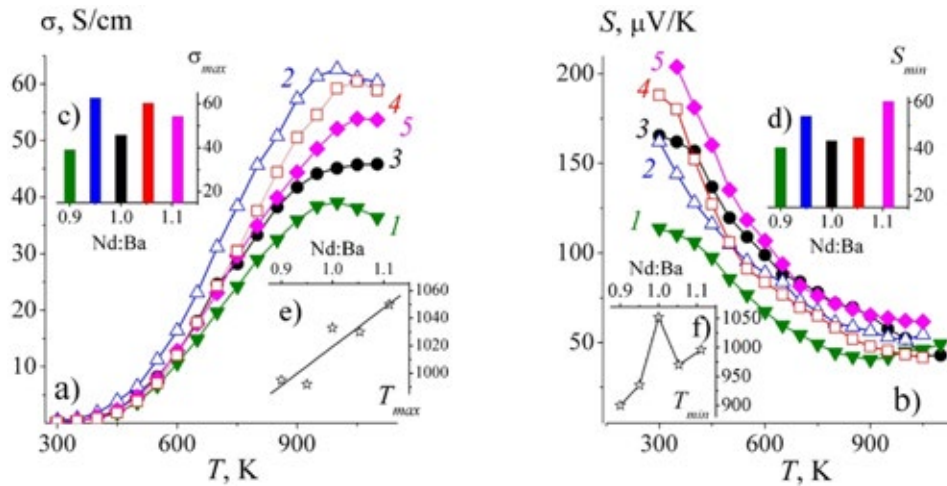 σ, S/cm
S, μV/K
60
50
40
30
20
10
a)
300
600
900
T, K
1
2
3
4
5
c)
σmax
60
40
20
0.9
1.0
1.1
Nd:Ba
Nd:Ba
0.9
1.0
1.1
e)
1060
1040
1020
1000
Tmax
200
150
100
50
b)
300
600
900
T, K
1
2
3
4
5
d)
Smin
60
40
20
0.9
1.0
1.1
Nd:Ba
Nd:Ba
0.9
1.0
1.1
f)
1050
1000
950
900
Tmin